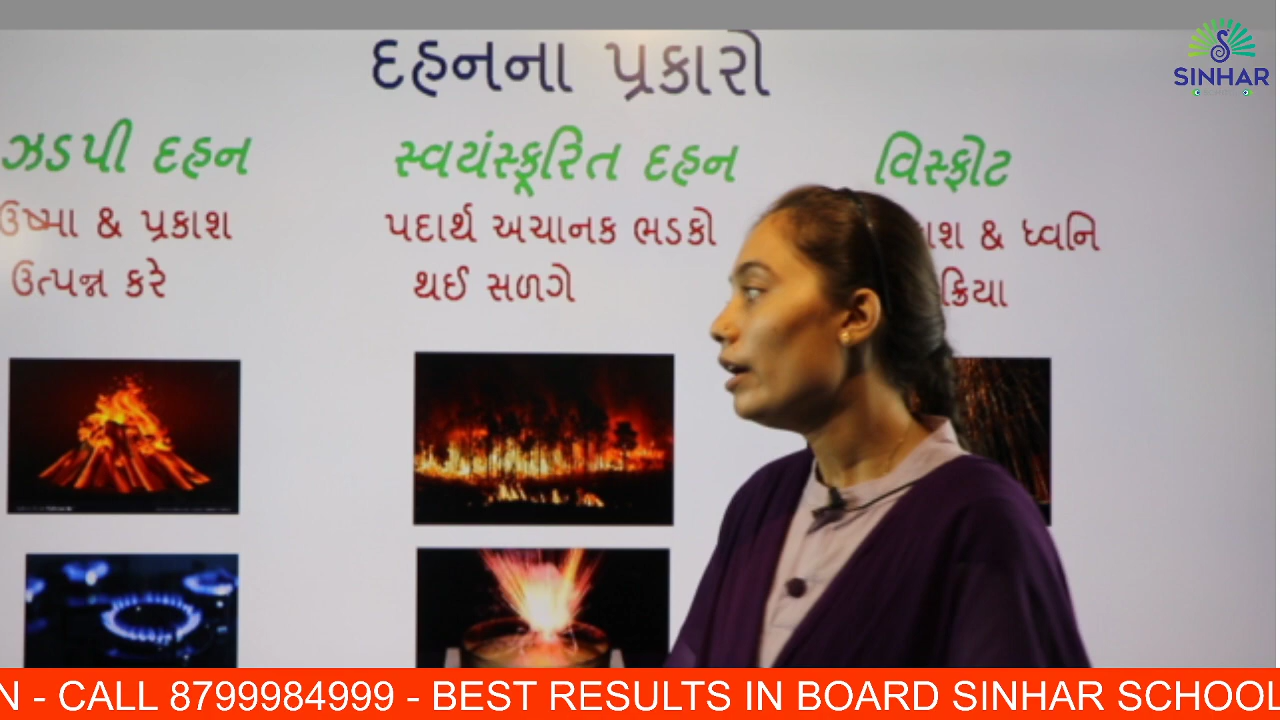 દહનના પ્રકારો
SINHAR
ઝડપી દહન
સ્વયંસ્ફૂરિત દહન
વિસ્ફોટ
ઉષ્મા & પ્રકાશ
ઉત્પન્ન કરે
પદાર્થ અચાનક ભડકો
થઈ સળગે
& ધ્વનિ
N - CALL 8799984999 - BEST RESULTS IN BOARD SINHAR SCHOOL